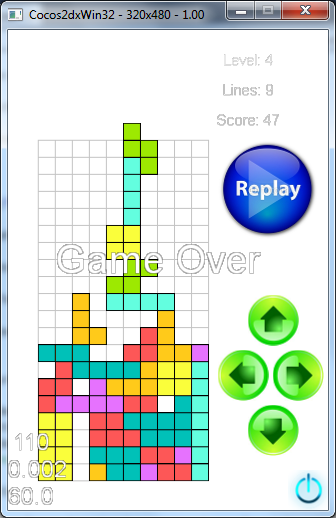 Cocos2dxWin32 - 320x480 - 1.00
Level: 4
Lines: 9
Score: 47
Replay
Game Over
110
0.002
60.0